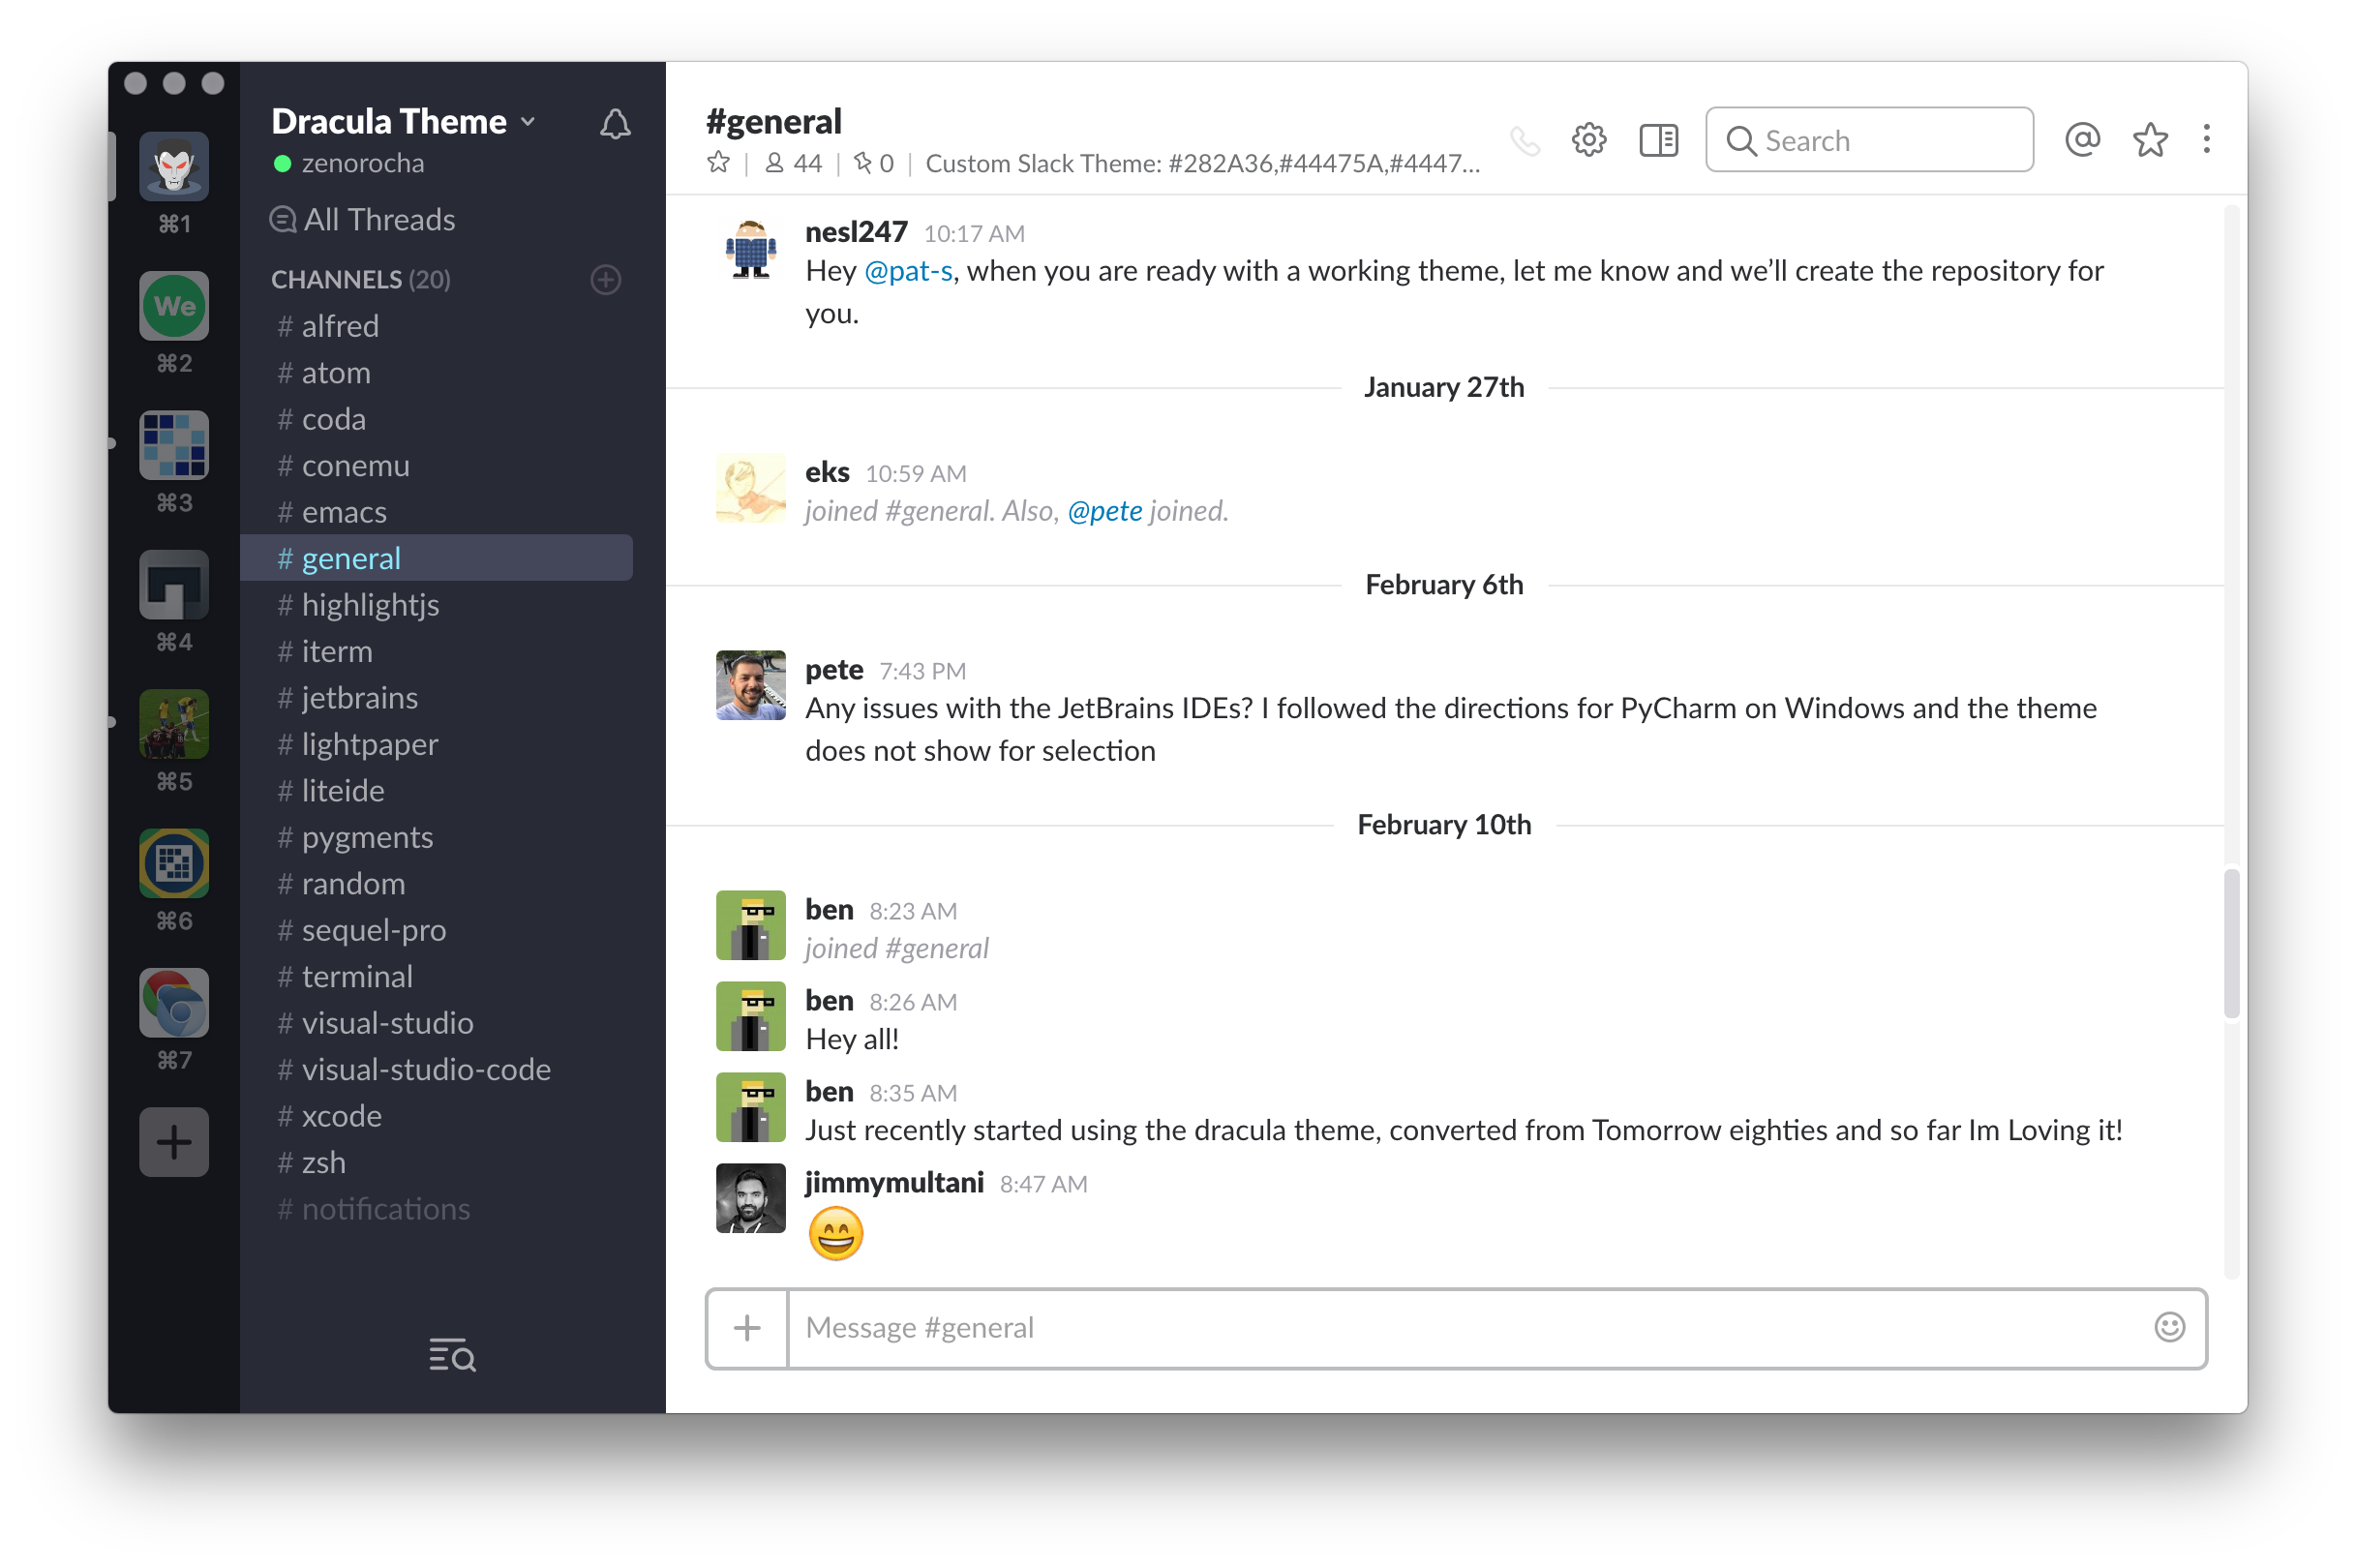 Dracula Theme
zenorocha
All Threads
CHANNELS (20)
# alfred
# atom
# coda
# conemu
# emacs
# general
# highlightjs
# iterm
# jetbrains
# lightpaper
# liteide
# pygments
# random
# sequel-pro
# terminal
# visual-studio
# visual-studio-code
# xcode
# zsh
# notifications
⌘1
We
⌘2
⌘3
⌘4
⌘5
⌘6
⌘7
#general
44 | 0 | Custom Slack Theme: #282A36,#44475A,#4447...
Search
nesl247 10:17 AM
Hey @pat-s, when you are ready with a working theme, let me know and we’ll create the repository for
you.
January 27th
eks 10:59 AM
joined #general. Also, @pete joined.
February 6th
pete 7:43 PM
Any issues with the JetBrains IDEs? I followed the directions for PyCharm on Windows and the theme
does not show for selection
February 10th
ben 8:23 AM
joined #general
ben 8:26 AM
Hey all!
ben 8:35 AM
Just recently started using the dracula theme, converted from Tomorrow eighties and so far Im Loving it!
jimmymultani 8:47 AM
Message #general